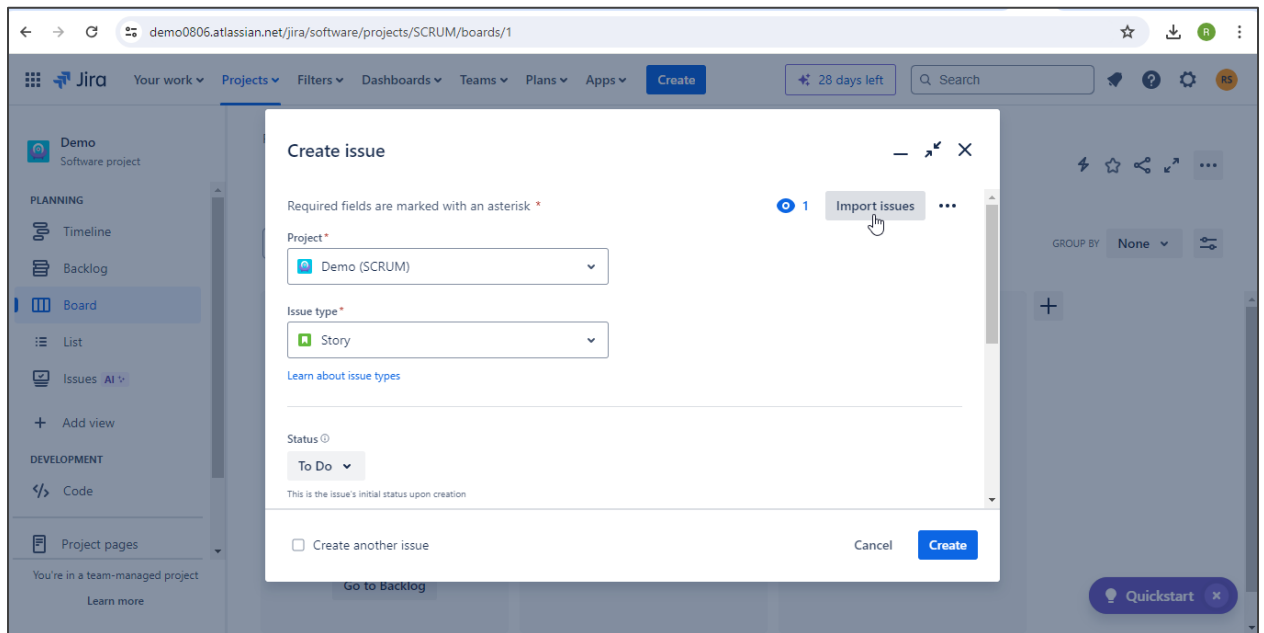 demo0806.atlassian.net/jira/software/projects/SCRUM/boards/1
R
Jira Your work Projects Filters Dashboards Teams Plans Apps Create 28 days left Search RS
Demo
Software project
PLANNING
Timeline
Backlog
Board
List
Issues AI
Add view
DEVELOPMENT
Code
Project pages
You're in a team-managed project
Learn more
Create issue
Required fields are marked with an asterisk * 1 Import issues
Project *
Demo (SCRUM)
Issue type *
Story
Learn about issue types
Status
To Do
This is the issue's initial status upon creation
Create another issue Cancel Create
GROUP BY None
Go to Backlog
Quickstart